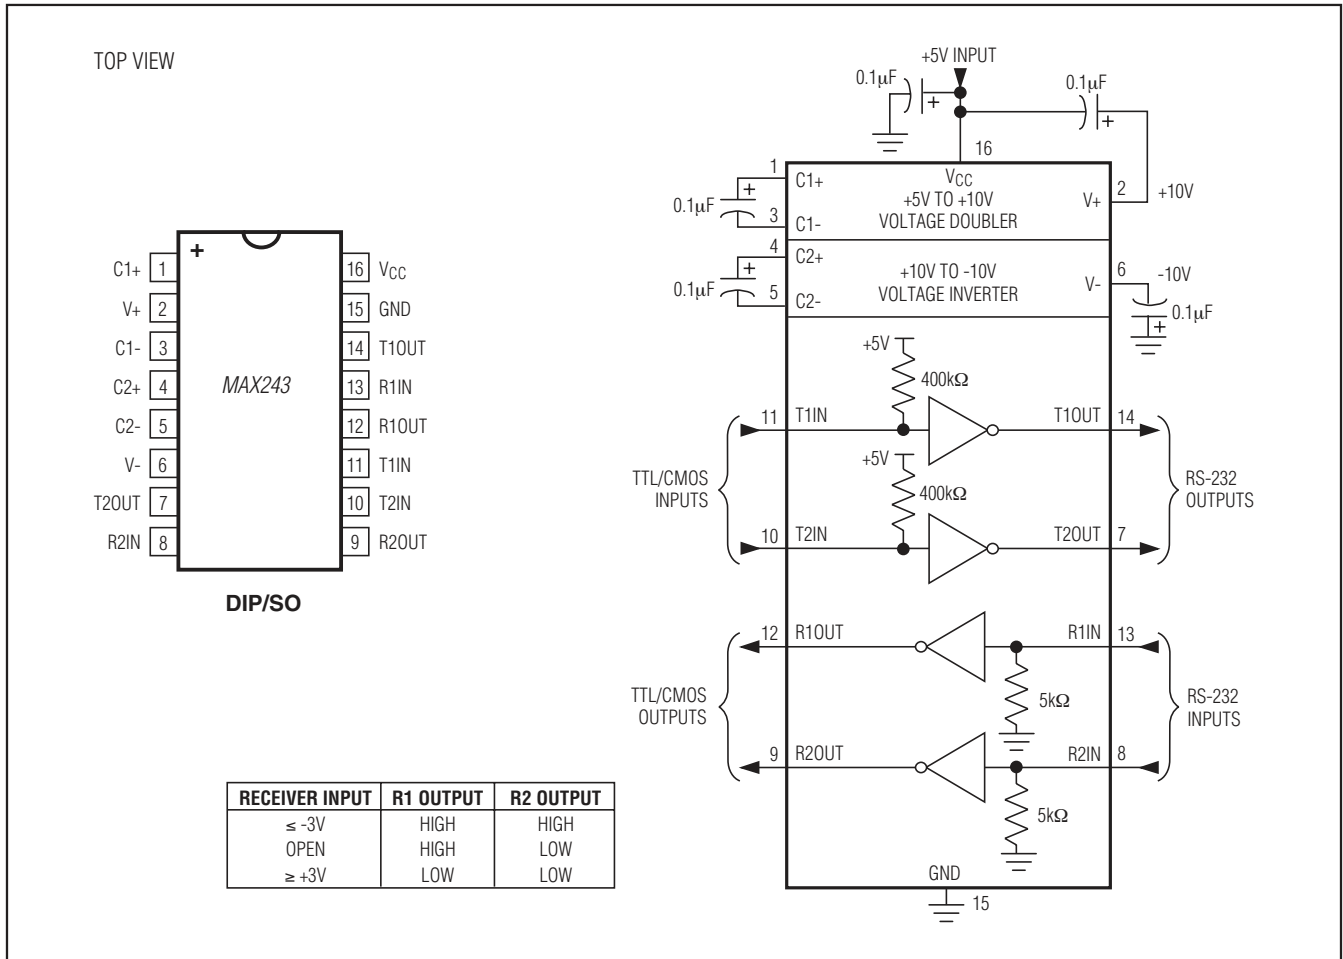 TOP VIEW
+
MAX243
C1+ 1
V+ 2
C1- 3
C2+ 4
C2- 5
V- 6
T2OUT 7
R2IN 8
16 VCC
15 GND
14 T1OUT
13 R1IN
12 R1OUT
11 T1IN
10 T2IN
9 R2OUT
DIP/SO
RECEIVER INPUT R1 OUTPUT R2 OUTPUT
≤ -3V HIGH HIGH
OPEN HIGH LOW
≥ +3V LOW LOW
+5V INPUT
0.1µF
+
0.1µF
+
16
VCC
+5V TO +10V
VOLTAGE DOUBLER
1
C1+
+
0.1µF
3
C1-
V+
2
+10V
4
C2+
+
0.1µF
5
C2-
+10V TO -10V
VOLTAGE INVERTER
V-
6
-10V
0.1µF
+
+5V
400kΩ
11 T1IN
T1OUT 14
+5V
400kΩ
TTL/CMOS
INPUTS
RS-232
OUTPUTS
10 T2IN
T2OUT 7
12 R1OUT
R1IN 13
5kΩ
TTL/CMOS
OUTPUTS
RS-232
INPUTS
9 R2OUT
R2IN 8
5kΩ
GND
15